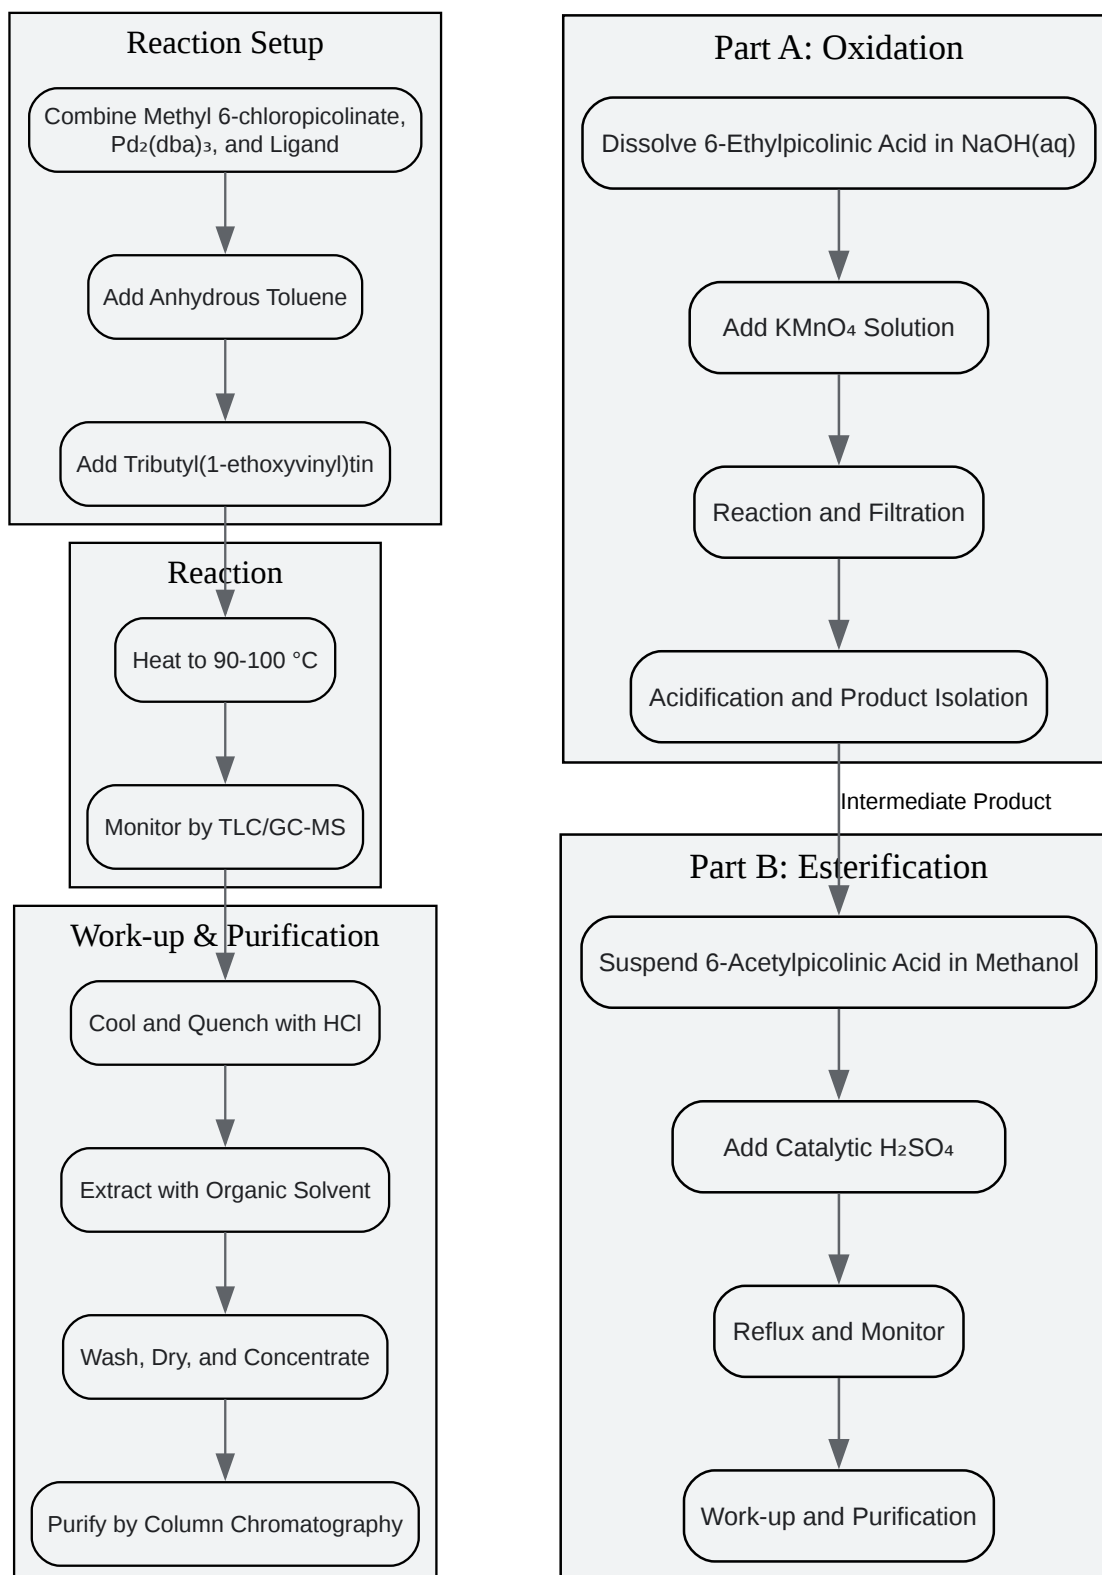 Reaction Setup
Combine Methyl 6-chloropicolinate,
Pd₂(dba)₃, and Ligand
Add Anhydrous Toluene
Add Tributyl(1-ethoxyvinyl)tin
Reaction
Heat to 90-100 °C
Monitor by TLC/GC-MS
Work-up & Purification
Cool and Quench with HCl
Extract with Organic Solvent
Wash, Dry, and Concentrate
Purify by Column Chromatography
Part A: Oxidation
Dissolve 6-Ethylpicolinic Acid in NaOH(aq)
Add KMnO₄ Solution
Reaction and Filtration
Acidification and Product Isolation
Intermediate Product
Part B: Esterification
Suspend 6-Acetylpicolinic Acid in Methanol
Add Catalytic H₂SO₄
Reflux and Monitor
Work-up and Purification